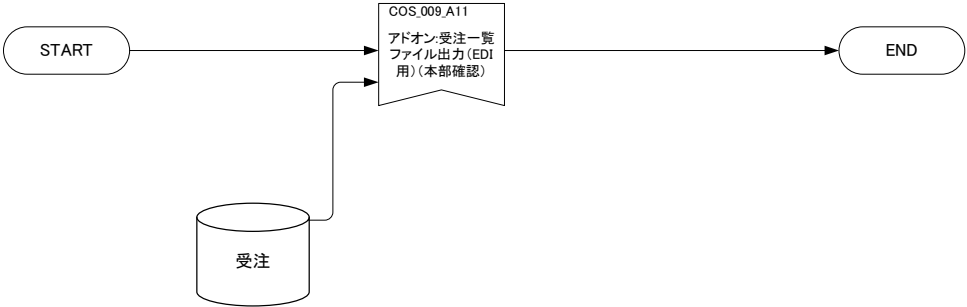 START
COS_009_A11
アドオン:受注一覧
ファイル出力(EDI
用)(本部確認)
END
受注